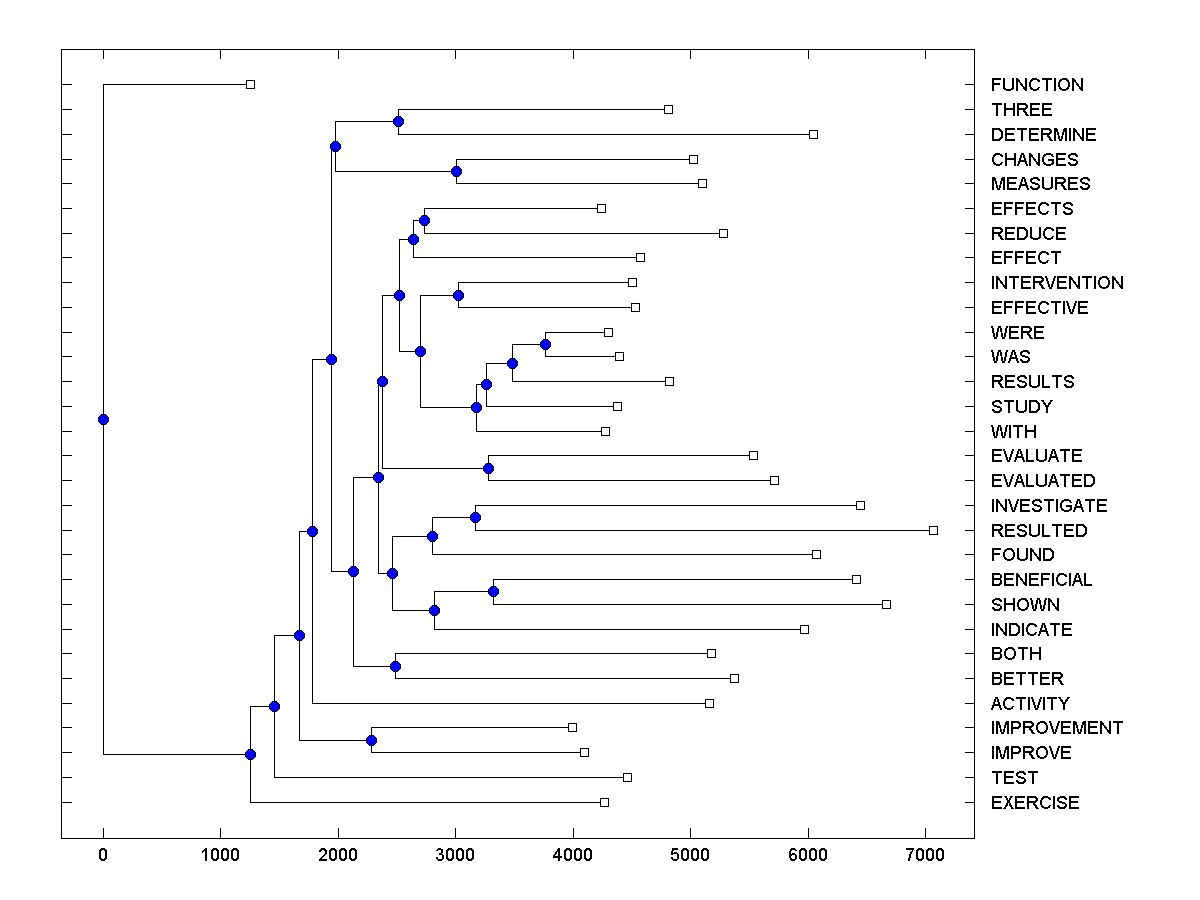 FUNCTION
THREE
DETERMINE
CHANGES
MEASURES
EFFECTS
REDUCE
EFFECT
INTERVENTION
EFFECTIVE
WERE
WAS
RESULTS
STUDY
WITH
EVALUATE
EVALUATED
INVESTIGATE
RESULTED
FOUND
BENEFICIAL
SHOWN
INDICATE
BOTH
BETTER
ACTIVITY
IMPROVEMENT
IMPROVE
TEST
EXERCISE
0 1000 2000 3000 4000 5000 6000 7000